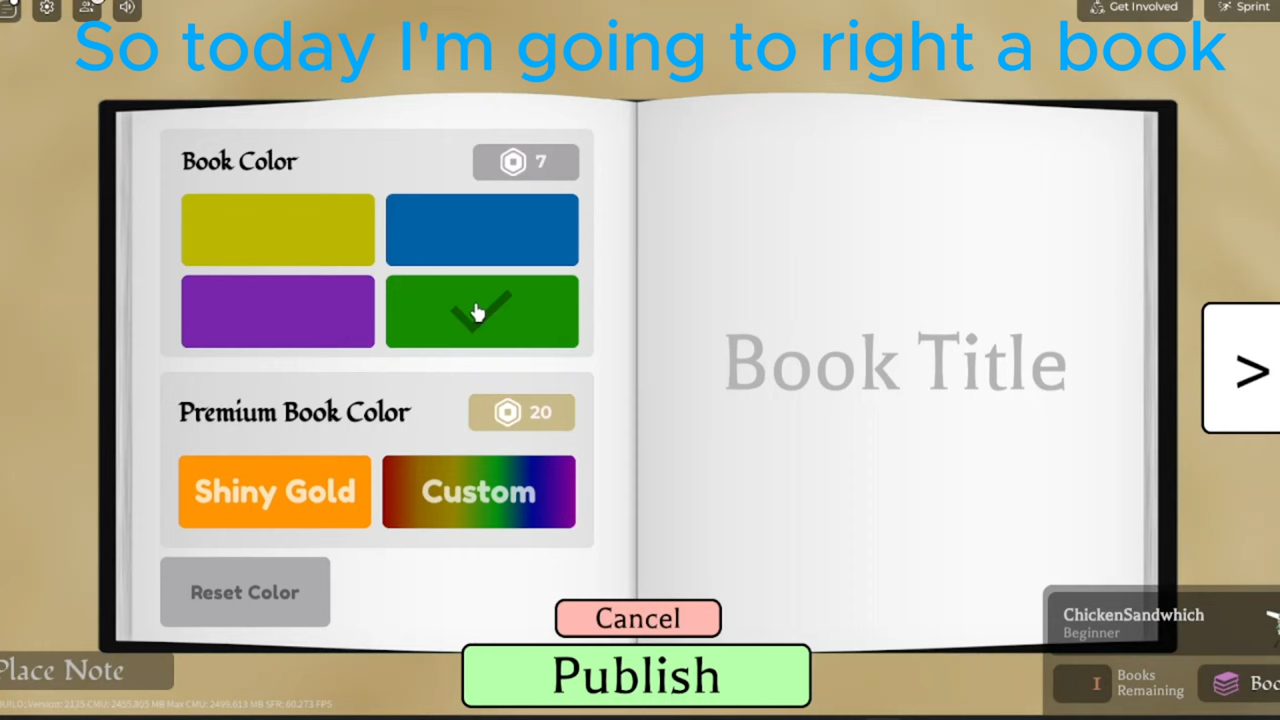 Get Involved
Sprint
So today I'm going to right a book
Book Color
7
Premium Book Color
20
Shiny Gold
Custom
Reset Color
Book Title
>
Cancel
Publish
ChickenSandwhich
Beginner
Place Note
I
Books
Remaining
Boo